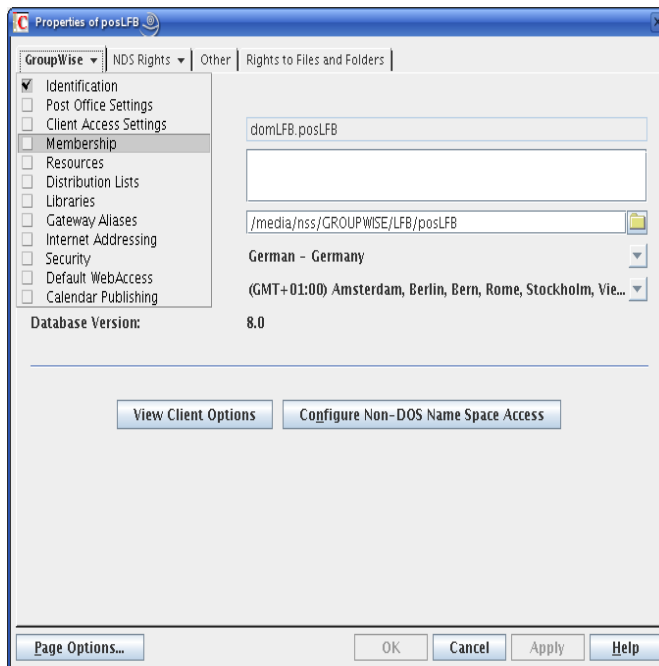 Properties of posLFB
GroupWise NDS Rights Other Rights to Files and Folders
Identification
Post Office Settings
Client Access Settings
domLFB.posLFB
Membership
Resources
Distribution Lists
Libraries
Gateway Aliases
/media/nss/GROUPWISE/LFB/posLFB
Internet Addressing
Security
German - Germany
Default WebAccess
Calendar Publishing
(GMT+01:00) Amsterdam, Berlin, Bern, Rome, Stockholm, Vie...
Database Version: 8.0
View Client Options Configure Non-DOS Name Space Access
Page Options... OK Cancel Apply Help